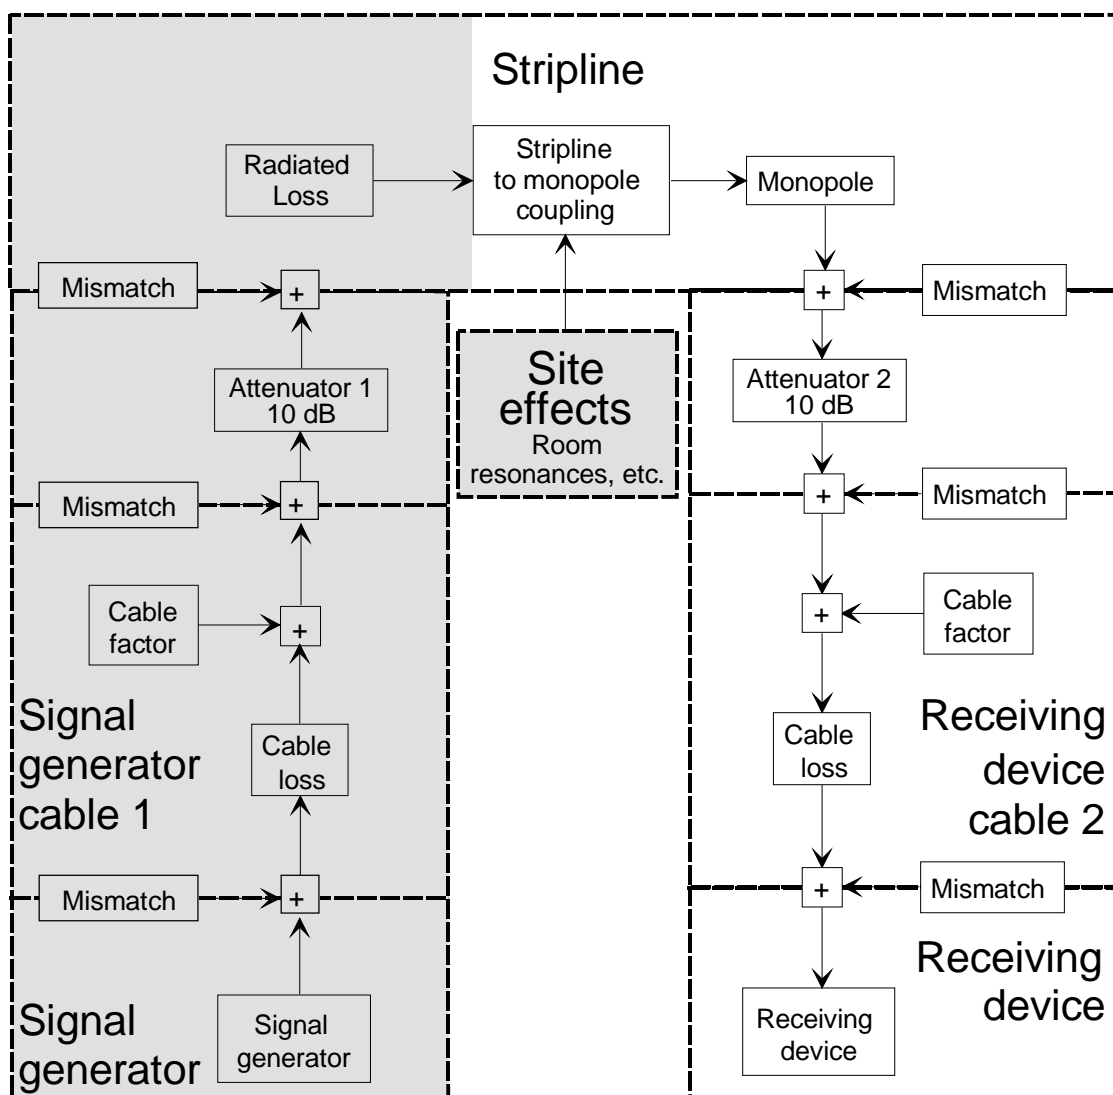 Stripline
Radiated
Loss
Stripline
to monopole
coupling
Monopole
Mismatch
+
+
Mismatch
Attenuator 1
10 dB
Site
effects
Room
resonances, etc.
Attenuator 2
10 dB
Mismatch
+
+
Mismatch
Cable
factor
+
+
Cable
factor
Signal
generator
cable 1
Cable
loss
Cable
loss
Receiving
device
cable 2
Mismatch
+
+
Mismatch
Signal
generator
Signal
generator
Receiving
device
Receiving
device